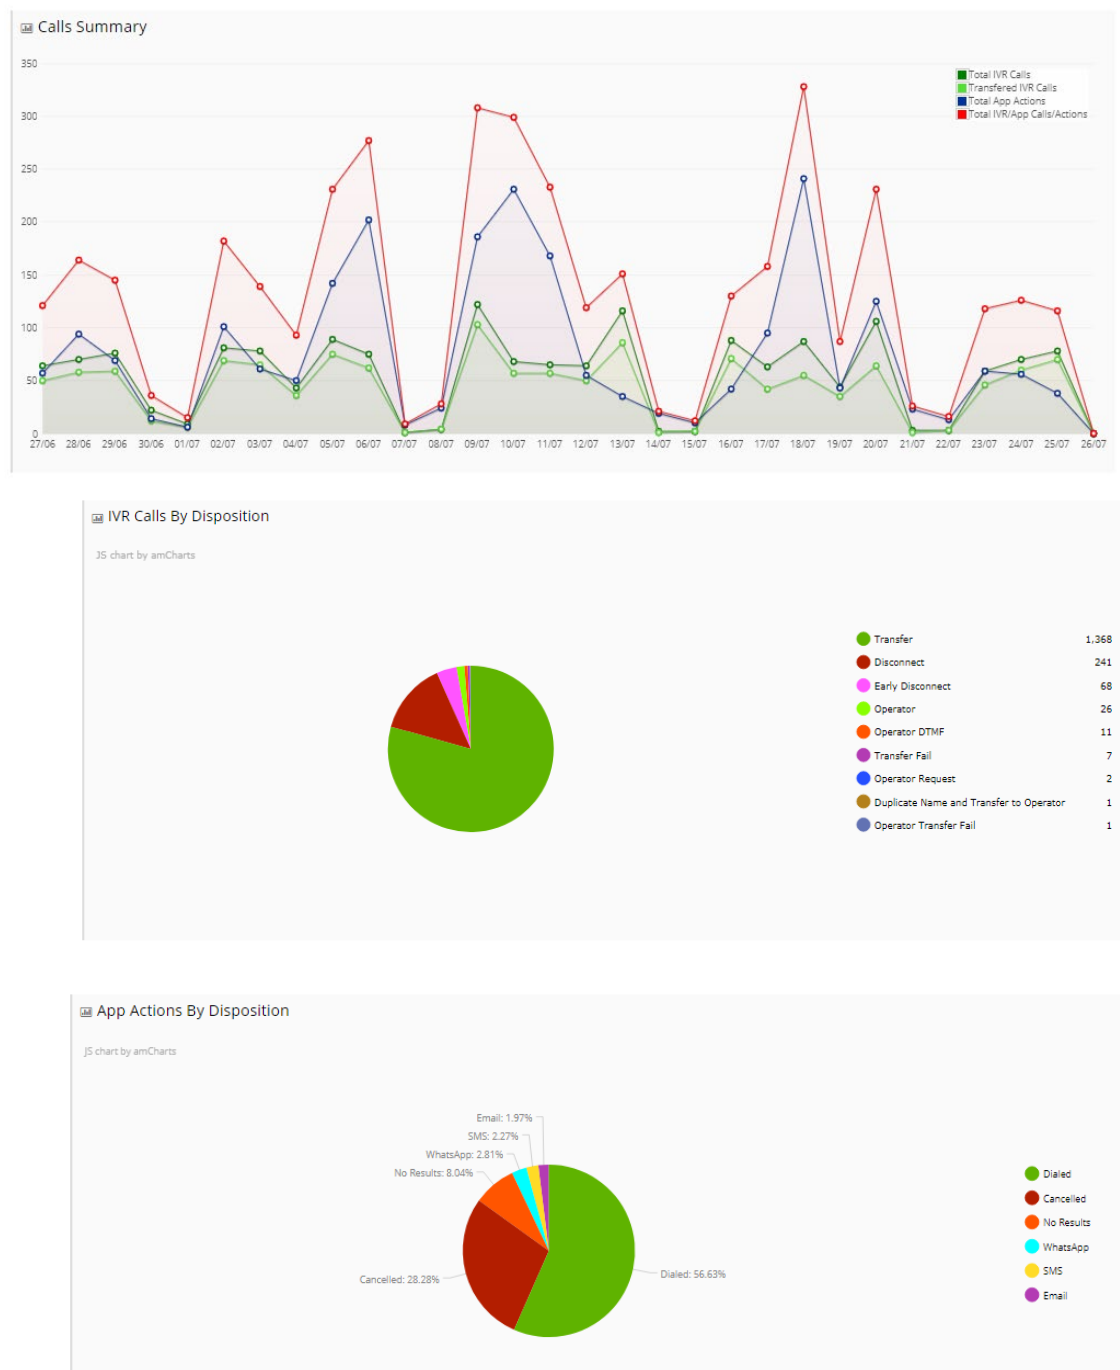 Calls Summary
350
Total IVR Calls
Transfered IVR Calls
Total App Actions
Total IVR/App Calls/Actions
300
250
200
150
100
50
0
27/06 28/06 29/06 30/06 01/07 02/07 03/07 04/07 05/07 06/07 07/07 08/07 09/07 10/07 11/07 12/07 13/07 14/07 15/07 16/07 17/07 18/07 19/07 20/07 21/07 22/07 23/07 24/07 25/07 26/07
IVR Calls By Disposition
JS chart by amCharts
Transfer 1,368
Disconnect 241
Early Disconnect 68
Operator 26
Operator DTMF 11
Transfer Fail 7
Operator Request 2
Duplicate Name and Transfer to Operator 1
Operator Transfer Fail 1
App Actions By Disposition
JS chart by amCharts
Email: 1.97%
SMS: 2.27%
WhatsApp: 2.81%
No Results: 8.04%
Cancelled: 28.28%
Dialed: 56.63%
Dialed
Cancelled
No Results
WhatsApp
SMS
Email